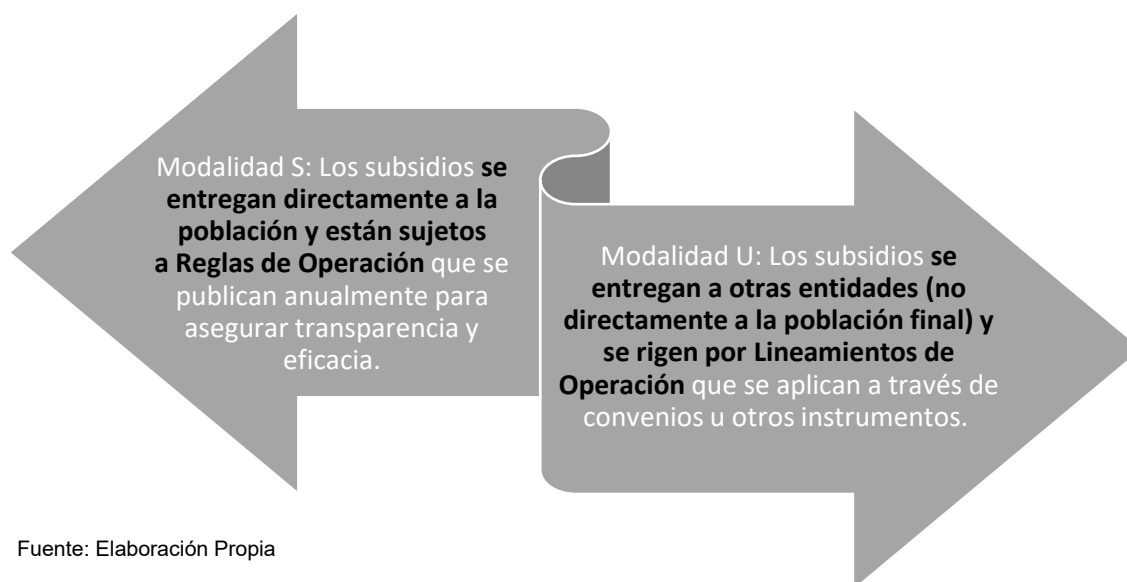 Modalidad S: Los subsidios se
entregan directamente a la
población y están sujetos
a Reglas de Operación que se
publican anualmente para
asegurar transparencia y
eficacia.
Modalidad U: Los subsidios se
entregan a otras entidades (no
directamente a la población final) y
se rigen por Lineamientos de
Operación que se aplican a través de
convenios u otros instrumentos.
Fuente: Elaboración Propia